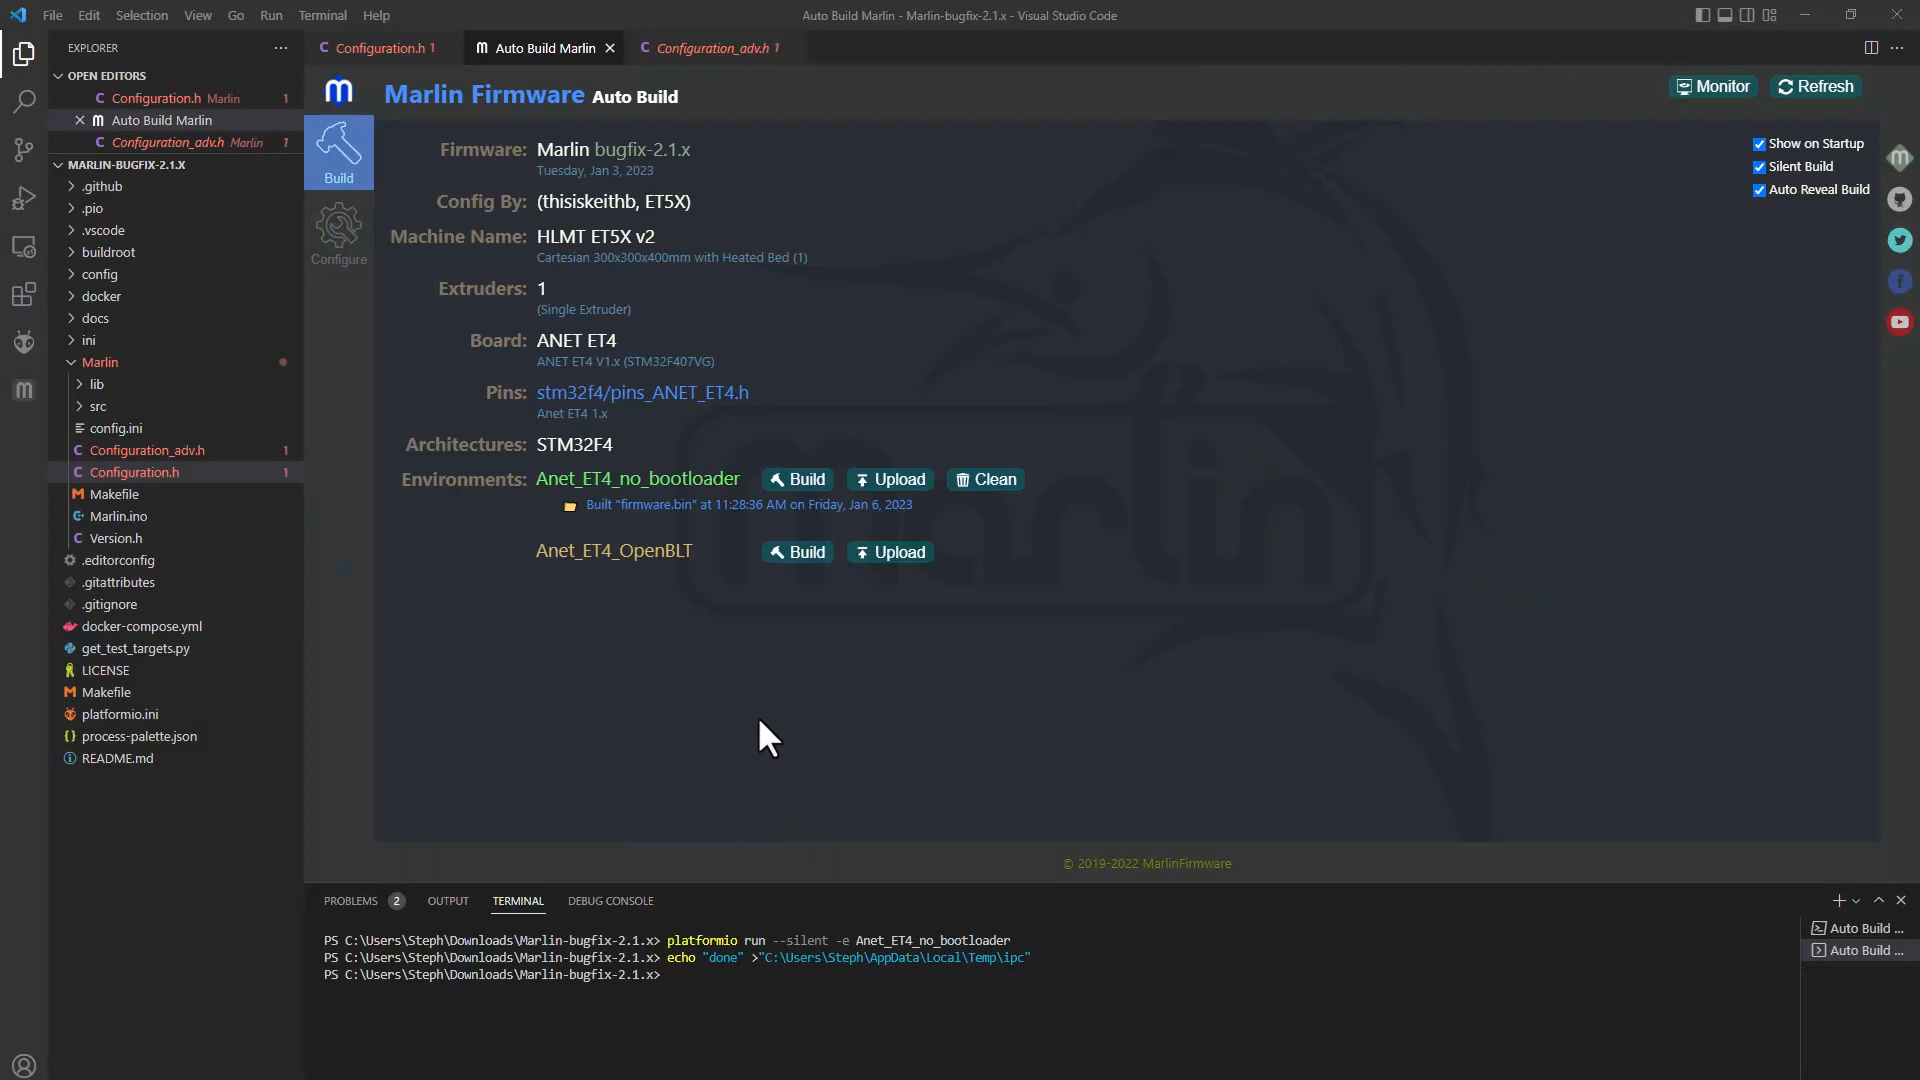 File Edit Selection View Go Run Terminal Help
Auto Build Marlin - Marlin-bugfix-2.1.x - Visual Studio Code
EXPLORER
Configuration.h 1
Auto Build Marlin
Configuration_adv.h 1
OPEN EDITORS
Configuration.h Marlin 1
Auto Build Marlin
Configuration_adv.h Marlin 1
MARLIN-BUGFIX-2.1.X
.github
.pio
.vscode
buildroot
config
docker
docs
ini
Marlin
lib
src
config.ini
Configuration_adv.h 1
Configuration.h 1
Makefile
Marlin.ino
Version.h
.editorconfig
.gitattributes
.gitignore
docker-compose.yml
get_test_targets.py
LICENSE
Makefile
platformio.ini
process-palette.json
README.md
Build
Configure
Marlin Firmware Auto Build
Monitor Refresh
Show on Startup
Silent Build
Auto Reveal Build
Firmware: Marlin bugfix-2.1.x
Tuesday, Jan 3, 2023
Config By: (thisiskeithb, ET5X)
Machine Name: HLMT ET5X v2
Cartesian 300x300x400mm with Heated Bed (1)
Extruders: 1
(Single Extruder)
Board: ANET ET4
ANET ET4 V1.x (STM32F407VG)
Pins: stm32f4/pins_ANET_ET4.h
Anet ET4 1.x
Architectures: STM32F4
Environments: Anet_ET4_no_bootloader Build Upload Clean
Built "firmware.bin" at 11:28:36 AM on Friday, Jan 6, 2023
Anet_ET4_OpenBLT Build Upload
marlin
© 2019-2022 MarlinFirmware
PROBLEMS 2 OUTPUT TERMINAL DEBUG CONSOLE
PS C:\Users\Steph\Downloads\Marlin-bugfix-2.1.x> platformio run --silent -e Anet_ET4_no_bootloader
PS C:\Users\Steph\Downloads\Marlin-bugfix-2.1.x> echo "done" >"C:\Users\Steph\AppData\Local\Temp\ipc"
PS C:\Users\Steph\Downloads\Marlin-bugfix-2.1.x>
Auto Build ...
Auto Build ...